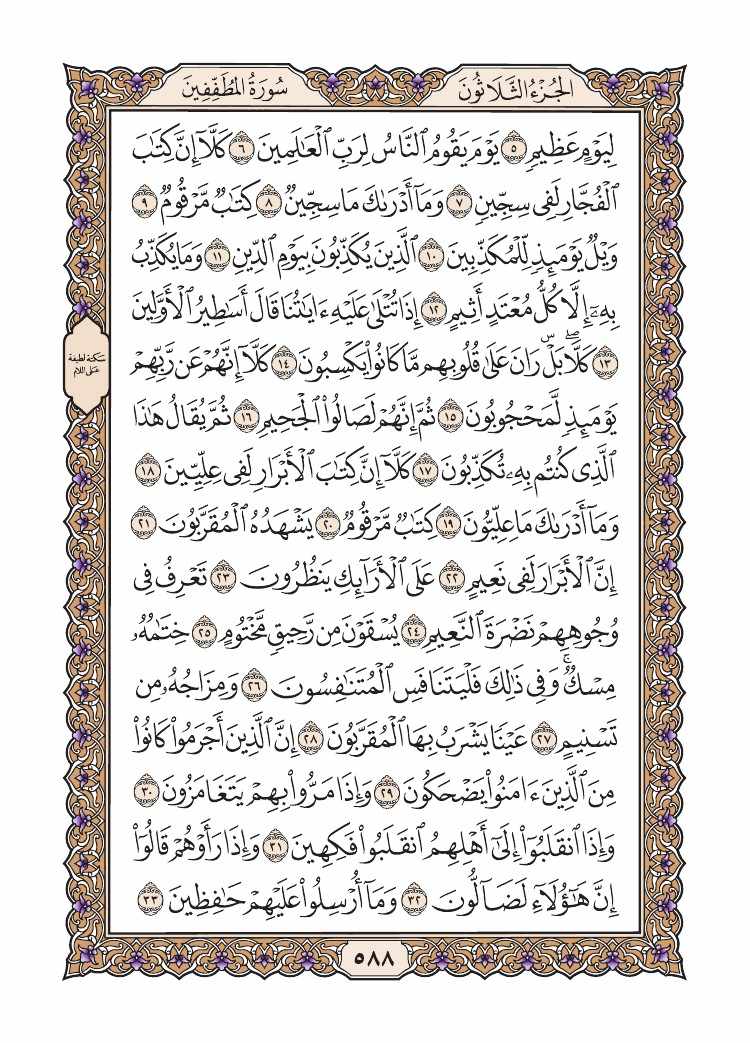 الجُزْءُ الثَّلَاثُونَ
سُورَةُ المُطَفِّفِينَ
لِيَوْمٍ عَظِيمٍ ٥ يَوْمَ يَقُومُ ٱلنَّاسُ لِرَبِّ ٱلْعَـٰلَمِينَ ٦ كَلَّآ إِنَّ كِتَـٰبَ
ٱلْفُجَّارِ لَفِى سِجِّينٍ ٧ وَمَآ أَدْرَىٰكَ مَا سِجِّينٌ ٨ كِتَـٰبٌ مَّرْقُومٌ ٩
وَيْلٌ يَوْمَئِذٍ لِّلْمُكَذِّبِينَ ١٠ ٱلَّذِينَ يُكَذِّبُونَ بِيَوْمِ ٱلدِّينِ ١١ وَمَا يُكَذِّبُ
بِهِۦٓ إِلَّا كُلُّ مُعْتَدٍ أَثِيمٍ ١٢ إِذَا تُتْلَىٰ عَلَيْهِ ءَايَـٰتُنَا قَالَ أَسَـٰطِيرُ ٱلْأَوَّلِينَ
١٣ كَلَّا ۖ بَلْ ۜ رَانَ عَلَىٰ قُلُوبِهِم مَّا كَانُوا۟ يَكْسِبُونَ ١٤ كَلَّآ إِنَّهُمْ عَن رَّبِّهِمْ
سكتة لطيفة
على اللام
يَوْمَئِذٍ لَّمَحْجُوبُونَ ١٥ ثُمَّ إِنَّهُمْ لَصَالُوا۟ ٱلْجَحِيمِ ١٦ ثُمَّ يُقَالُ هَـٰذَا
ٱلَّذِى كُنتُم بِهِۦ تُكَذِّبُونَ ١٧ كَلَّآ إِنَّ كِتَـٰبَ ٱلْأَبْرَارِ لَفِى عِلِّيِّينَ ١٨
وَمَآ أَدْرَىٰكَ مَا عِلِّيُّونَ ١٩ كِتَـٰبٌ مَّرْقُومٌ ٢٠ يَشْهَدُهُ ٱلْمُقَرَّبُونَ ٢١
إِنَّ ٱلْأَبْرَارَ لَفِى نَعِيمٍ ٢٢ عَلَى ٱلْأَرَآئِكِ يَنظُرُونَ ٢٣ تَعْرِفُ فِى
وُجُوهِهِمْ نَضْرَةَ ٱلنَّعِيمِ ٢٤ يُسْقَوْنَ مِن رَّحِيقٍ مَّخْتُومٍ ٢٥ خِتَـٰمُهُۥ
مِسْكٌ ۚ وَفِى ذَٰلِكَ فَلْيَتَنَافَسِ ٱلْمُتَنَـٰفِسُونَ ٢٦ وَمِزَاجُهُۥ مِن
تَسْنِيمٍ ٢٧ عَيْنًا يَشْرَبُ بِهَا ٱلْمُقَرَّبُونَ ٢٨ إِنَّ ٱلَّذِينَ أَجْرَمُوا۟ كَانُوا۟
مِنَ ٱلَّذِينَ ءَامَنُوا۟ يَضْحَكُونَ ٢٩ وَإِذَا مَرُّوا۟ بِهِمْ يَتَغَامَزُونَ ٣٠
وَإِذَا ٱنقَلَبُوٓا۟ إِلَىٰٓ أَهْلِهِمُ ٱنقَلَبُوا۟ فَكِهِينَ ٣١ وَإِذَا رَأَوْهُمْ قَالُوٓا۟
إِنَّ هَـٰٓؤُلَآءِ لَضَآلُّونَ ٣٢ وَمَآ أُرْسِلُوا۟ عَلَيْهِمْ حَـٰفِظِينَ ٣٣
٥٨٨